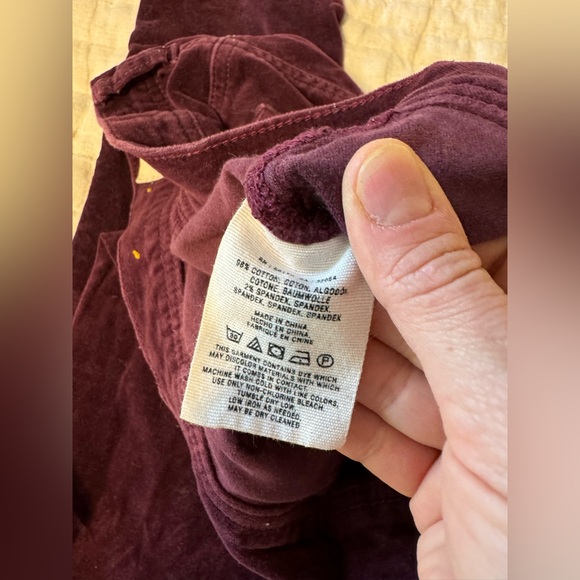 98% COTTON, COTON, ALGODÓN,
COTONE, BAUMWOLLE
2% SPANDEX, SPANDEX,
SPANDEX, SPANDEX, SPANDEX
MADE IN CHINA
HECHO EN CHINA
FABRIQUÉ EN CHINE
30 P
THIS GARMENT CONTAINS DYE WHICH
MAY DISCOLOR MATERIALS WITH WHICH
IT COMES IN CONTACT.
MACHINE WASH COLD WITH LIKE COLORS,
USE ONLY NON-CHLORINE BLEACH.
TUMBLE DRY LOW.
LOW IRON AS NEEDED,
MAY BE DRY CLEANED